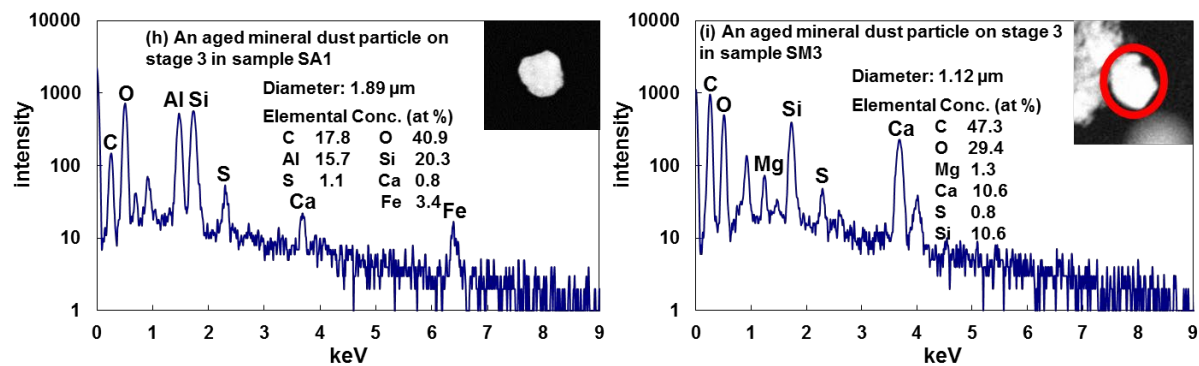 10000
1000
100
10
1
intensity
(h) An aged mineral dust particle on
stage 3 in sample SA1
Diameter: 1.89 µm
Elemental Conc. (at %)
C 17.8 O 40.9
Al 15.7 Si 20.3
S 1.1 Ca 0.8
Fe 3.4
C
O
Al
Si
S
Ca
Fe
0 1 2 3 4 5 6 7 8 9
keV
10000
1000
100
10
1
intensity
(i) An aged mineral dust particle on stage 3
in sample SM3
Diameter: 1.12 µm
Elemental Conc. (at %)
C 47.3
O 29.4
Mg 1.3
Ca 10.6
S 0.8
Si 10.6
C
O
Mg
Si
S
Ca
0 1 2 3 4 5 6 7 8 9
keV